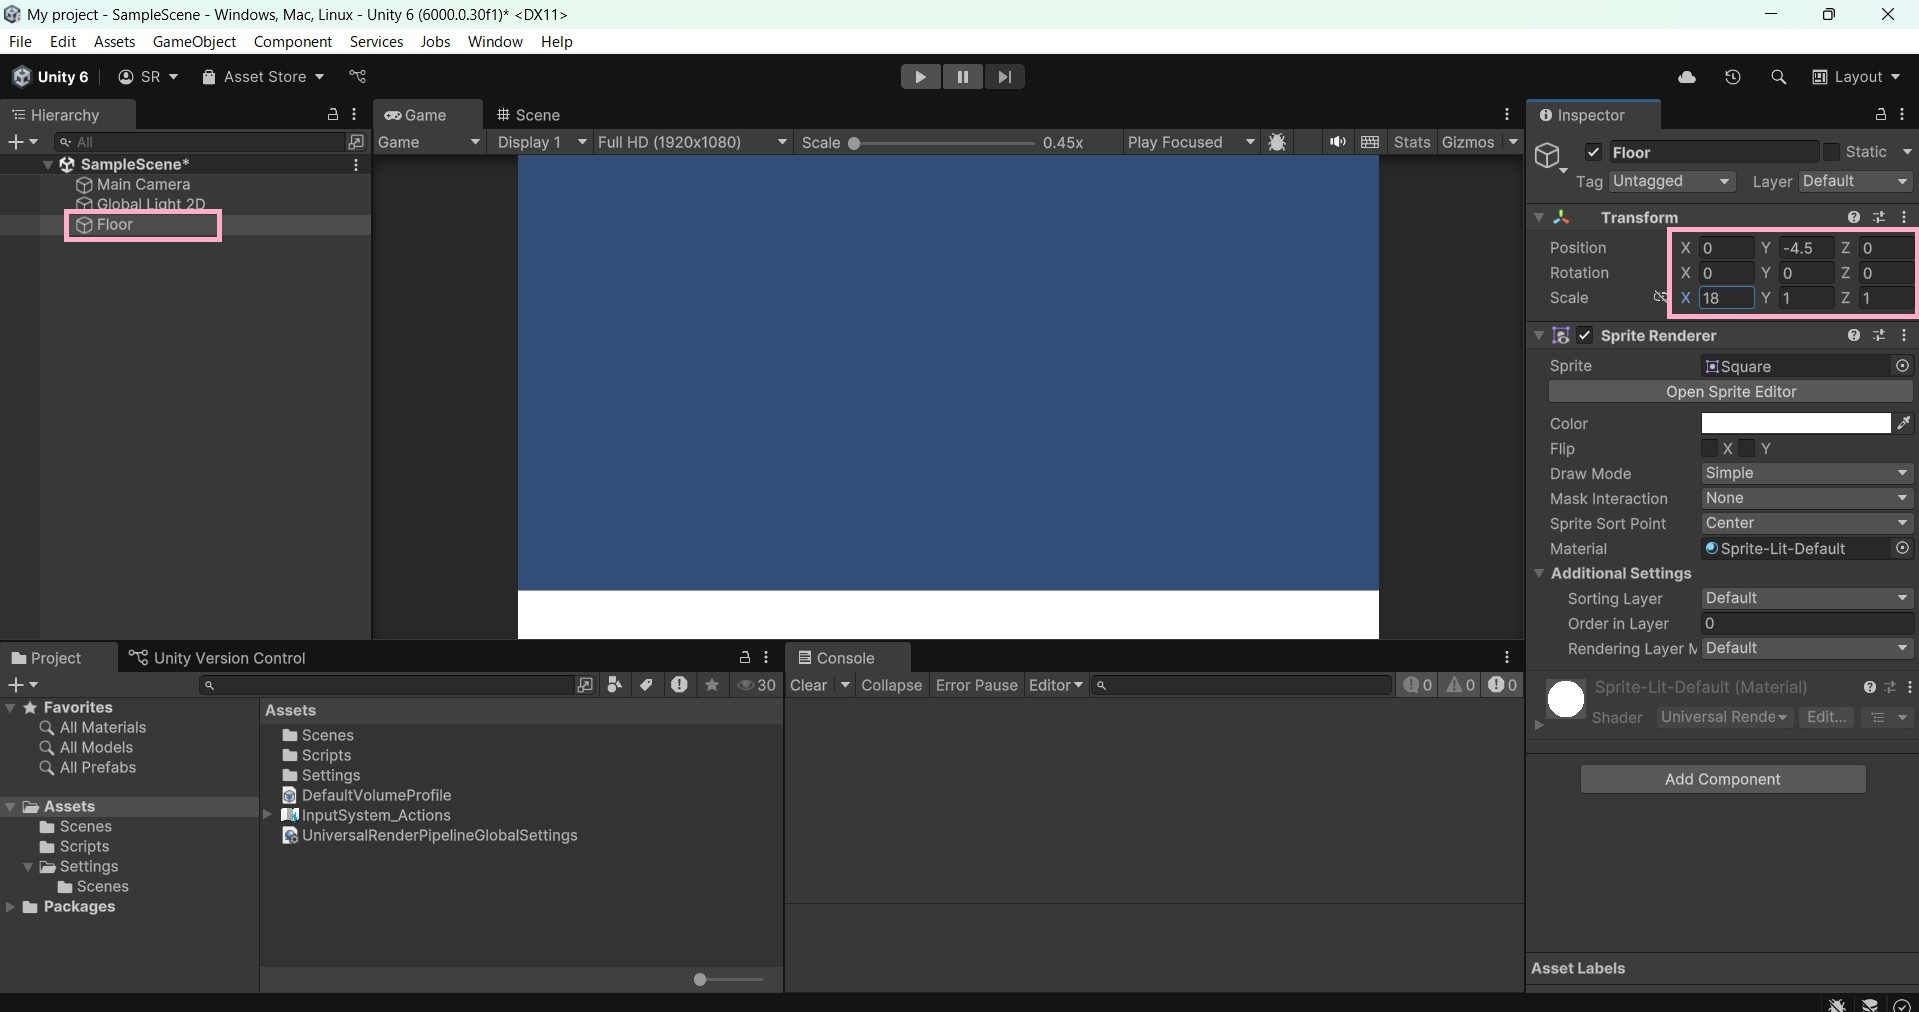 My project - SampleScene - Windows, Mac, Linux - Unity 6 (6000.0.30f1)* <DX11>
File Edit Assets GameObject Component Services Jobs Window Help
Unity 6 SR Asset Store Layout
Hierarchy
All
SampleScene*
Main Camera
Global Light 2D
Floor
Game Scene
Game Display 1 Full HD (1920x1080) Scale 0.45x Play Focused Stats Gizmos
Inspector
Floor Static
Tag Untagged Layer Default
Transform
Position X 0 Y -4.5 Z 0
Rotation X 0 Y 0 Z 0
Scale X 18 Y 1 Z 1
Sprite Renderer
Sprite Square
Open Sprite Editor
Color
Flip X Y
Draw Mode Simple
Mask Interaction None
Sprite Sort Point Center
Material Sprite-Lit-Default
Additional Settings
Sorting Layer Default
Order in Layer 0
Rendering Layer M Default
Sprite-Lit-Default (Material)
Shader Universal Rende Edit...
Add Component
Asset Labels
Project Unity Version Control
30
Favorites
All Materials
All Models
All Prefabs
Assets
Scenes
Scripts
Settings
Scenes
Packages
Assets
Scenes
Scripts
Settings
DefaultVolumeProfile
InputSystem_Actions
UniversalRenderPipelineGlobalSettings
Console
Clear Collapse Error Pause Editor 0 0 0